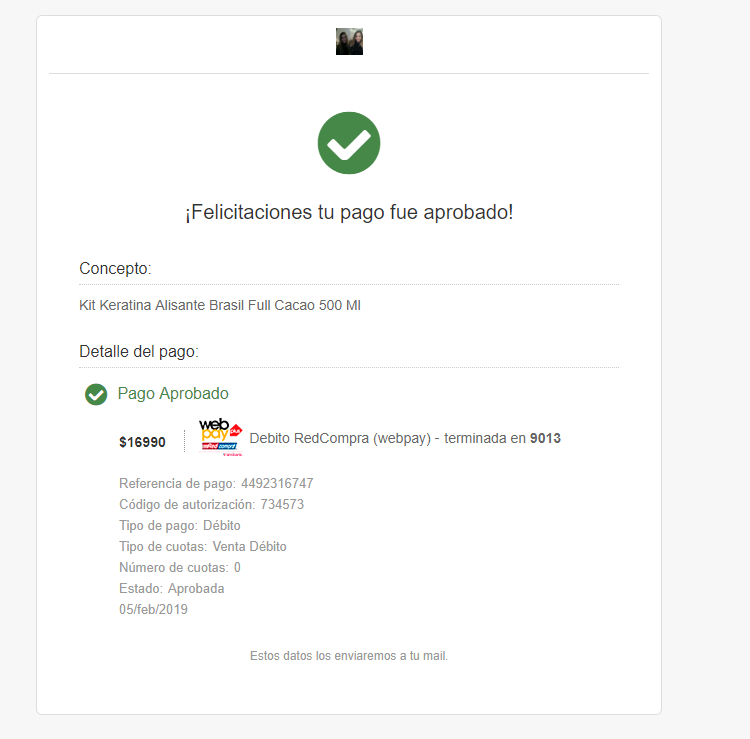 ¡Felicitaciones tu pago fue aprobado!
Concepto:
Kit Keratina Alisante Brasil Full Cacao 500 Ml
Detalle del pago:
Pago Aprobado
$16990
web
pay
Debito RedCompra (webpay) - terminada en 9013
Referencia de pago: 4492316747
Código de autorización: 734573
Tipo de pago: Débito
Tipo de cuotas: Venta Débito
Número de cuotas: 0
Estado: Aprobada
05/feb/2019
Estos datos los enviaremos a tu mail.